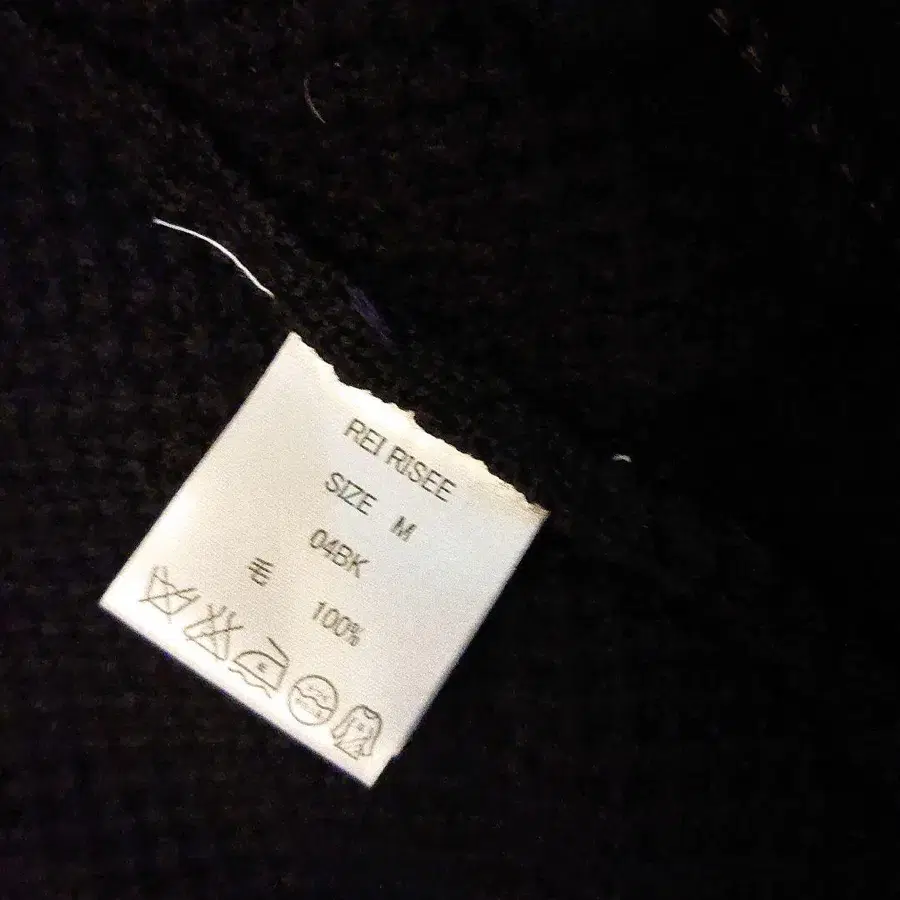 REI RISEE
SIZE M
04BK
毛 100%